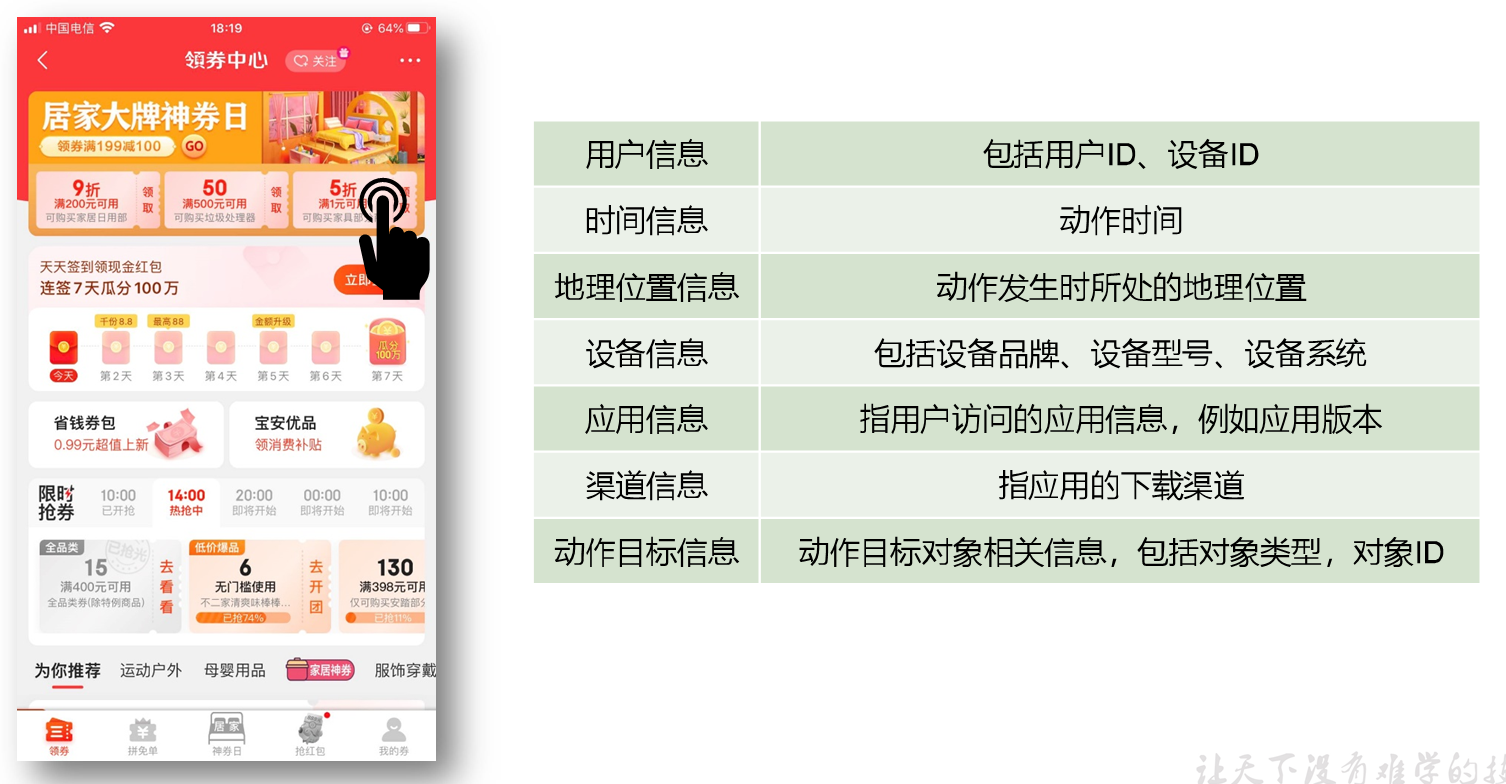 中国电信
18:19
64%
領券中心
关注
居家大牌神券日
领券满199减100
GO
9折
满200元可用
可购买家居日用部
领取
50
满500元可用
可购买垃圾处理器
领取
5折
满1元可
可购买家具部
天天签到领现金红包
连签7天瓜分100万
立即
千份8.8
最高88
金额升级
瓜分
100万
今天
第2天
第3天
第4天
第5天
第6天
第7天
省钱券包
0.99元超值上新
宝安优品
领消费补贴
限时
抢券
10:00
已开抢
14:00
热抢中
20:00
即将开始
00:00
即将开始
10:00
即将开始
全品类
已抢光
15
满400元可用
全品类券(除特例商品)
去看看
低价爆品
6
无门槛使用
不二家清爽味棒棒...
已抢74%
去开团
130
满398元可用
仅可购买安踏部分
已抢11%
为你推荐
运动户外
母婴用品
家居神券
服饰穿戴
领券
拼免单
居家
神券日
抢红包
我的券
用户信息
包括用户ID、设备ID
时间信息
动作时间
地理位置信息
动作发生时所处的地理位置
设备信息
包括设备品牌、设备型号、设备系统
应用信息
指用户访问的应用信息，例如应用版本
渠道信息
指应用的下载渠道
动作目标信息
动作目标对象相关信息，包括对象类型，对象ID
让天下没有难学的技